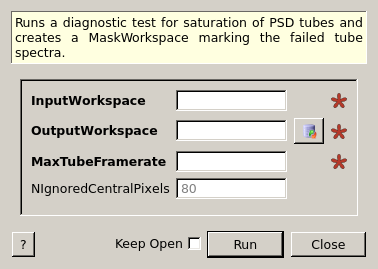 Runs a diagnostic test for saturation of PSD tubes and
creates a MaskWorkspace marking the failed tube
spectra.
InputWorkspace
OutputWorkspace
MaxTubeFramerate
NIgnoredCentralPixels 80
? Keep Open Run Close